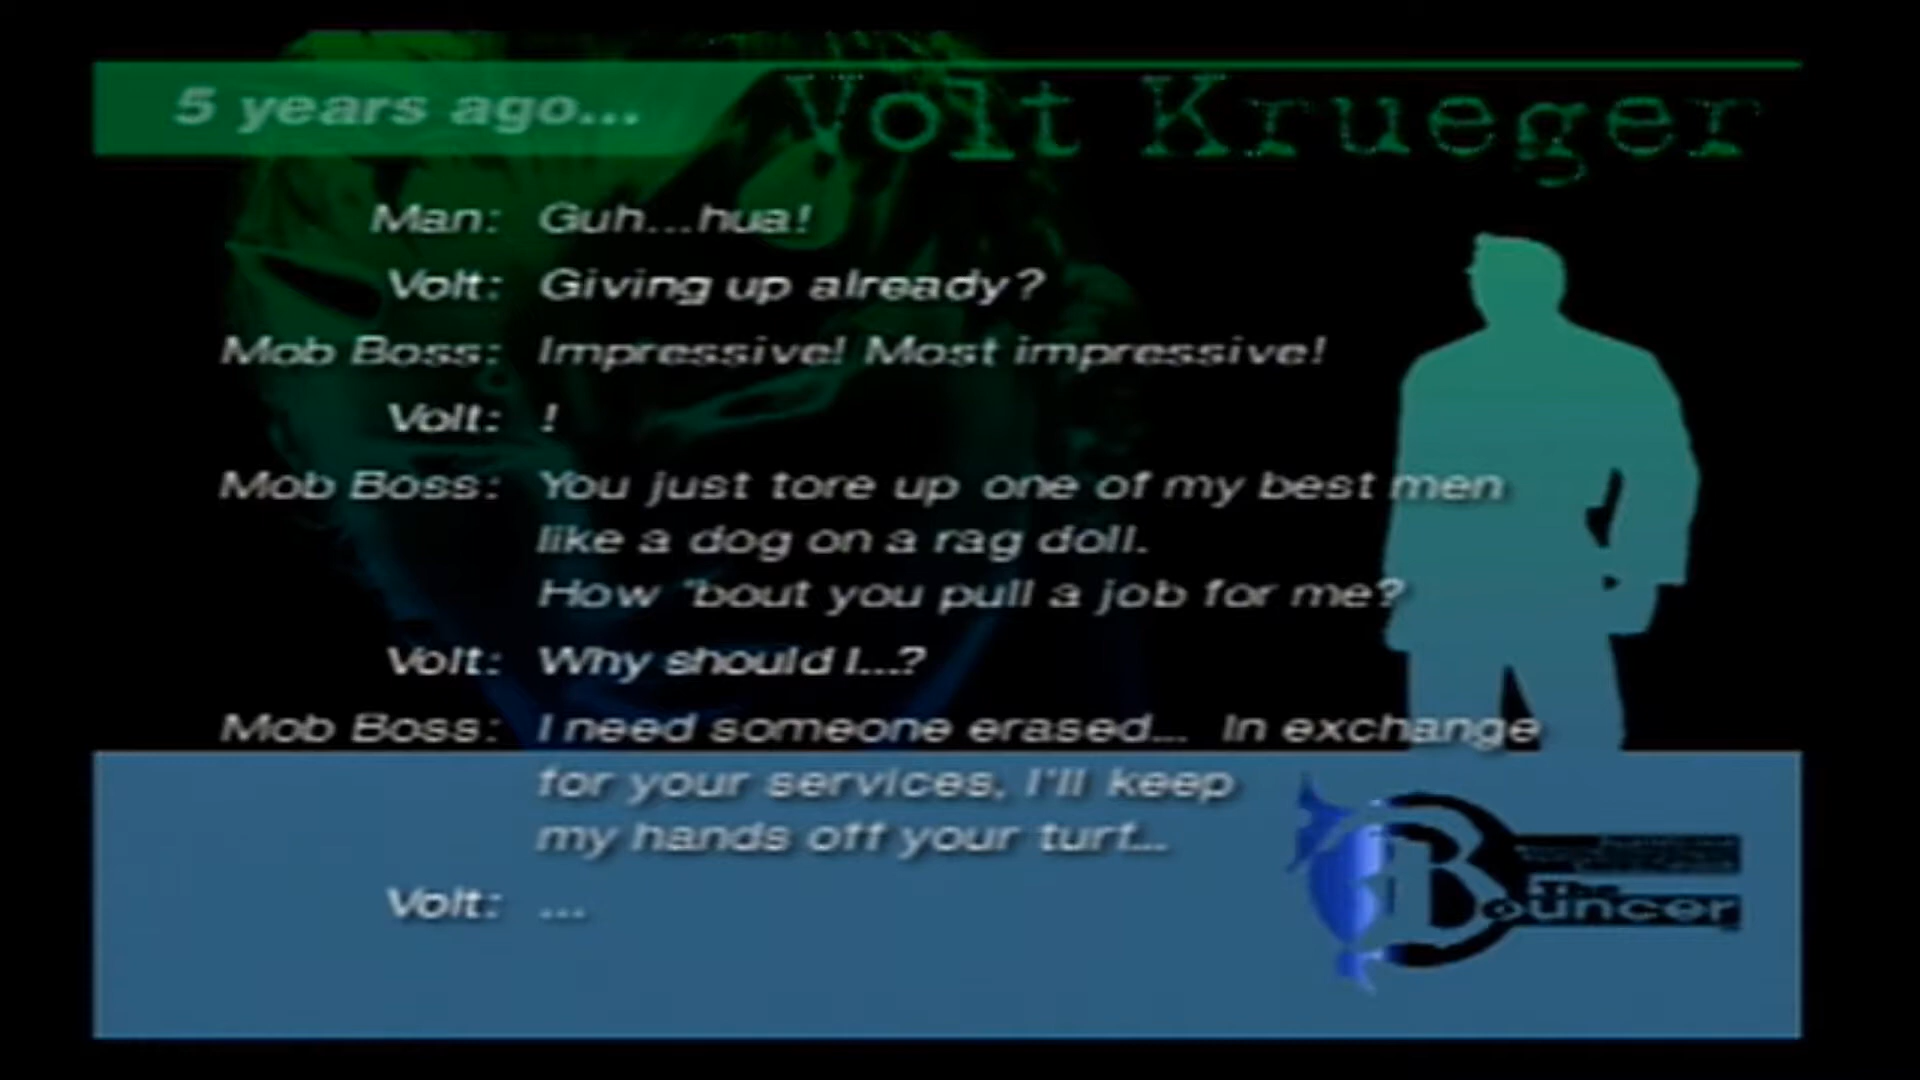 5 years ago...
Volt Krueger
Man: Guh...hua!
Volt: Giving up already?
Mob Boss: Impressive! Most impressive!
Volt: !
Mob Boss: You just tore up one of my best men
like a dog on a rag doll.
How 'bout you pull a job for me?
Volt: Why should I...?
Mob Boss: I need someone erased... In exchange
for your services, I'll keep
my hands off your turf...
Volt: ...
The
Bouncer